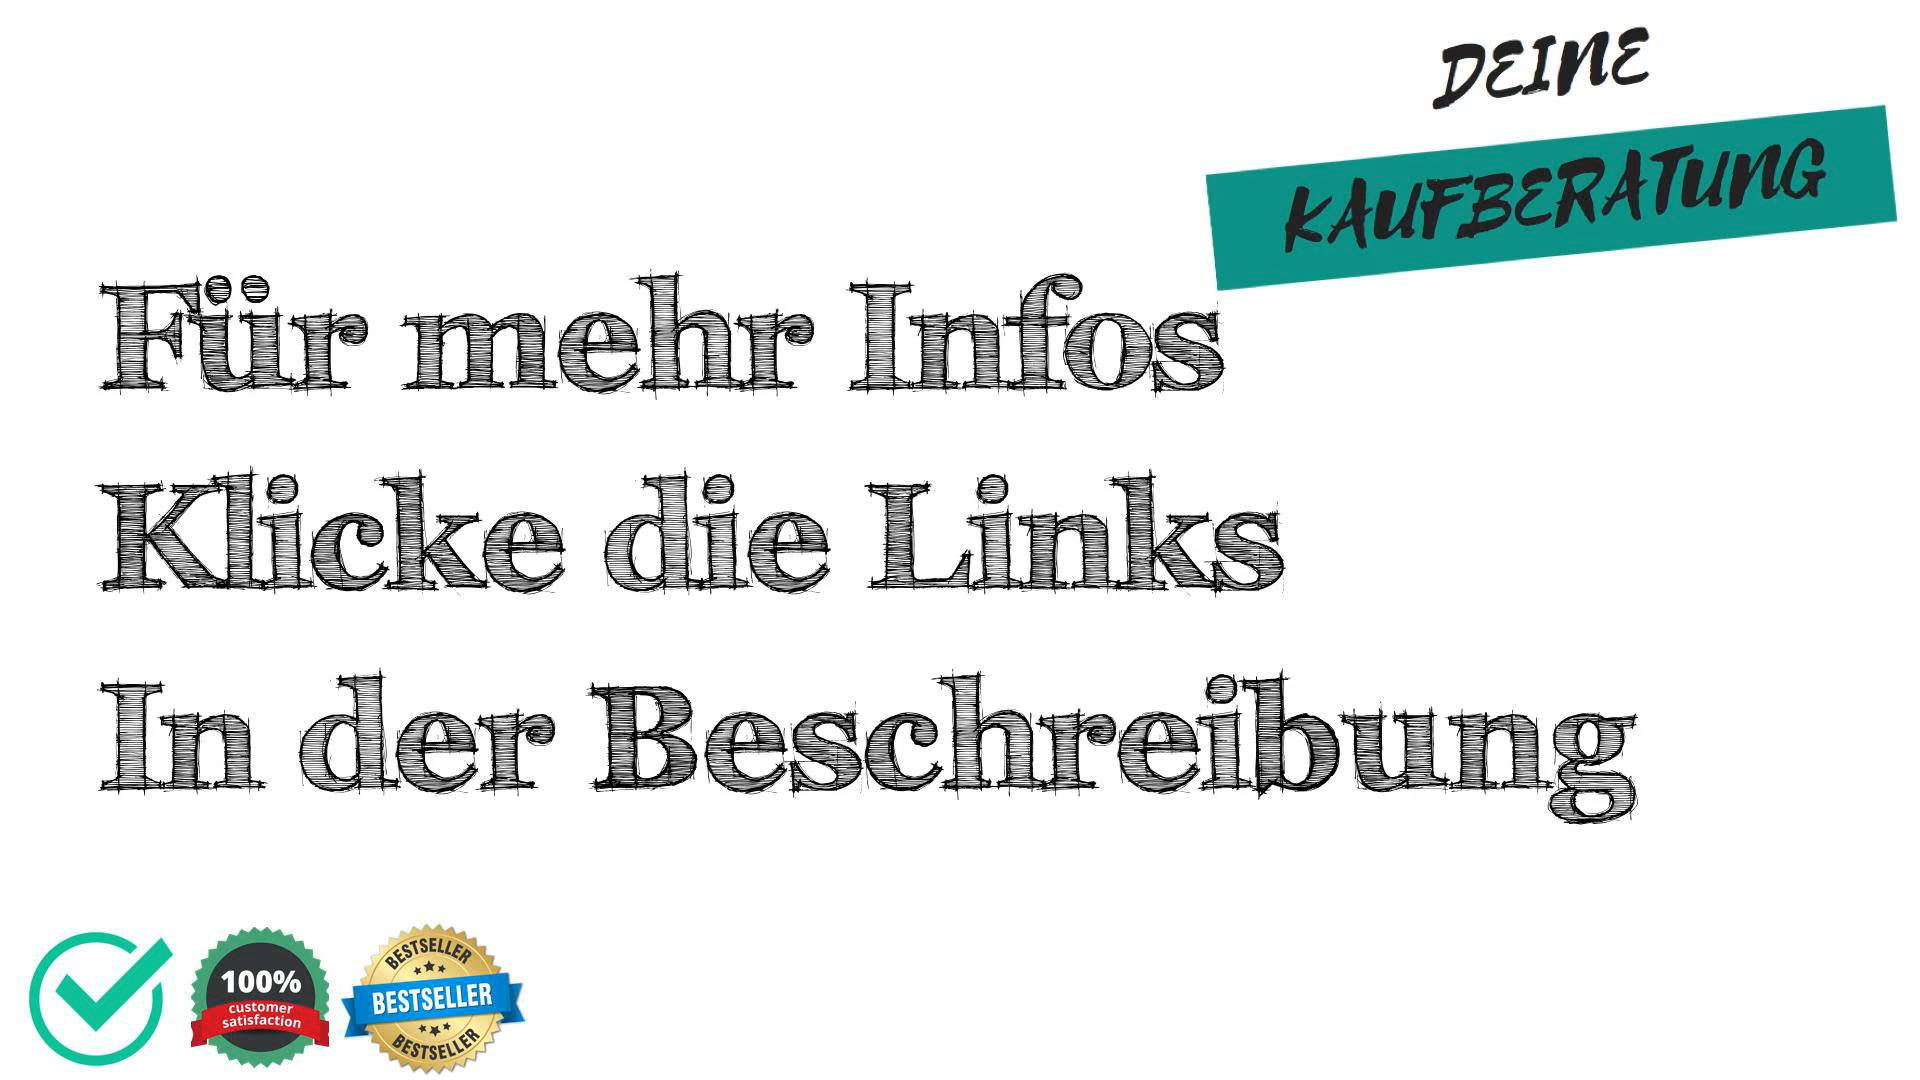 DEINE
KAUFBERATUNG
Für mehr Infos
Klicke die Links
In der Beschreibung
100%
customer
satisfaction
BESTSELLER
BESTSELLER
BESTSELLER